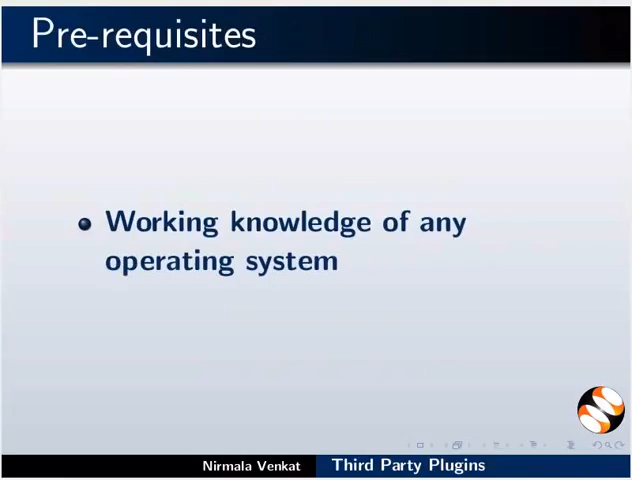 Pre-requisites
Working knowledge of any
operating system
Nirmala Venkat
Third Party Plugins